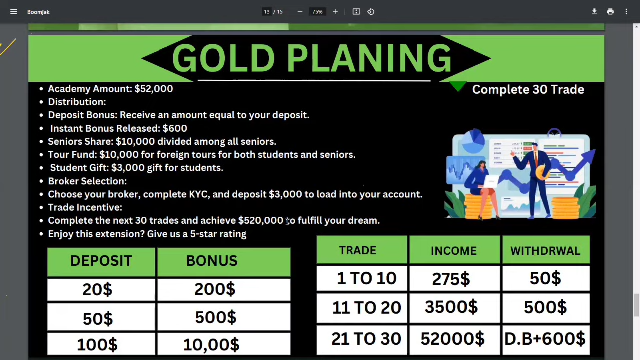 Boomjak
13 / 15
75%
GOLD PLANING
Academy Amount: $52,000
Distribution:
Deposit Bonus: Receive an amount equal to your deposit.
Instant Bonus Released: $600
Seniors Share: $10,000 divided among all seniors.
Tour Fund: $10,000 for foreign tours for both students and seniors.
Student Gift: $3,000 gift for students.
Broker Selection:
Choose your broker, complete KYC, and deposit $3,000 to load into your account.
Trade Incentive:
Complete the next 30 trades and achieve $520,000 to fulfill your dream.
Enjoy this extension? Give us a 5-star rating
Complete 30 Trade
DEPOSIT BONUS
20$ 200$
50$ 500$
100$ 10,00$
TRADE INCOME WITHDRWAL
1 TO 10 275$ 50$
11 TO 20 3500$ 500$
21 TO 30 52000$ D.B+600$